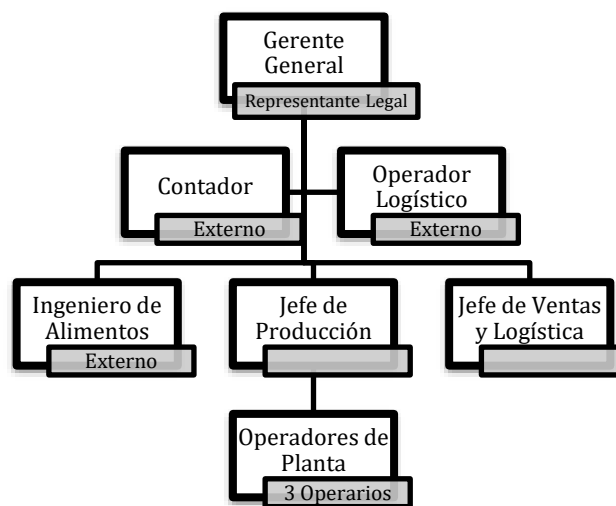 Gerente
General
Representante Legal
Contador
Externo
Operador
Logístico
Externo
Ingeniero de
Alimentos
Externo
Jefe de
Producción
Jefe de Ventas
y Logística
Operadores de
Planta
3 Operarios